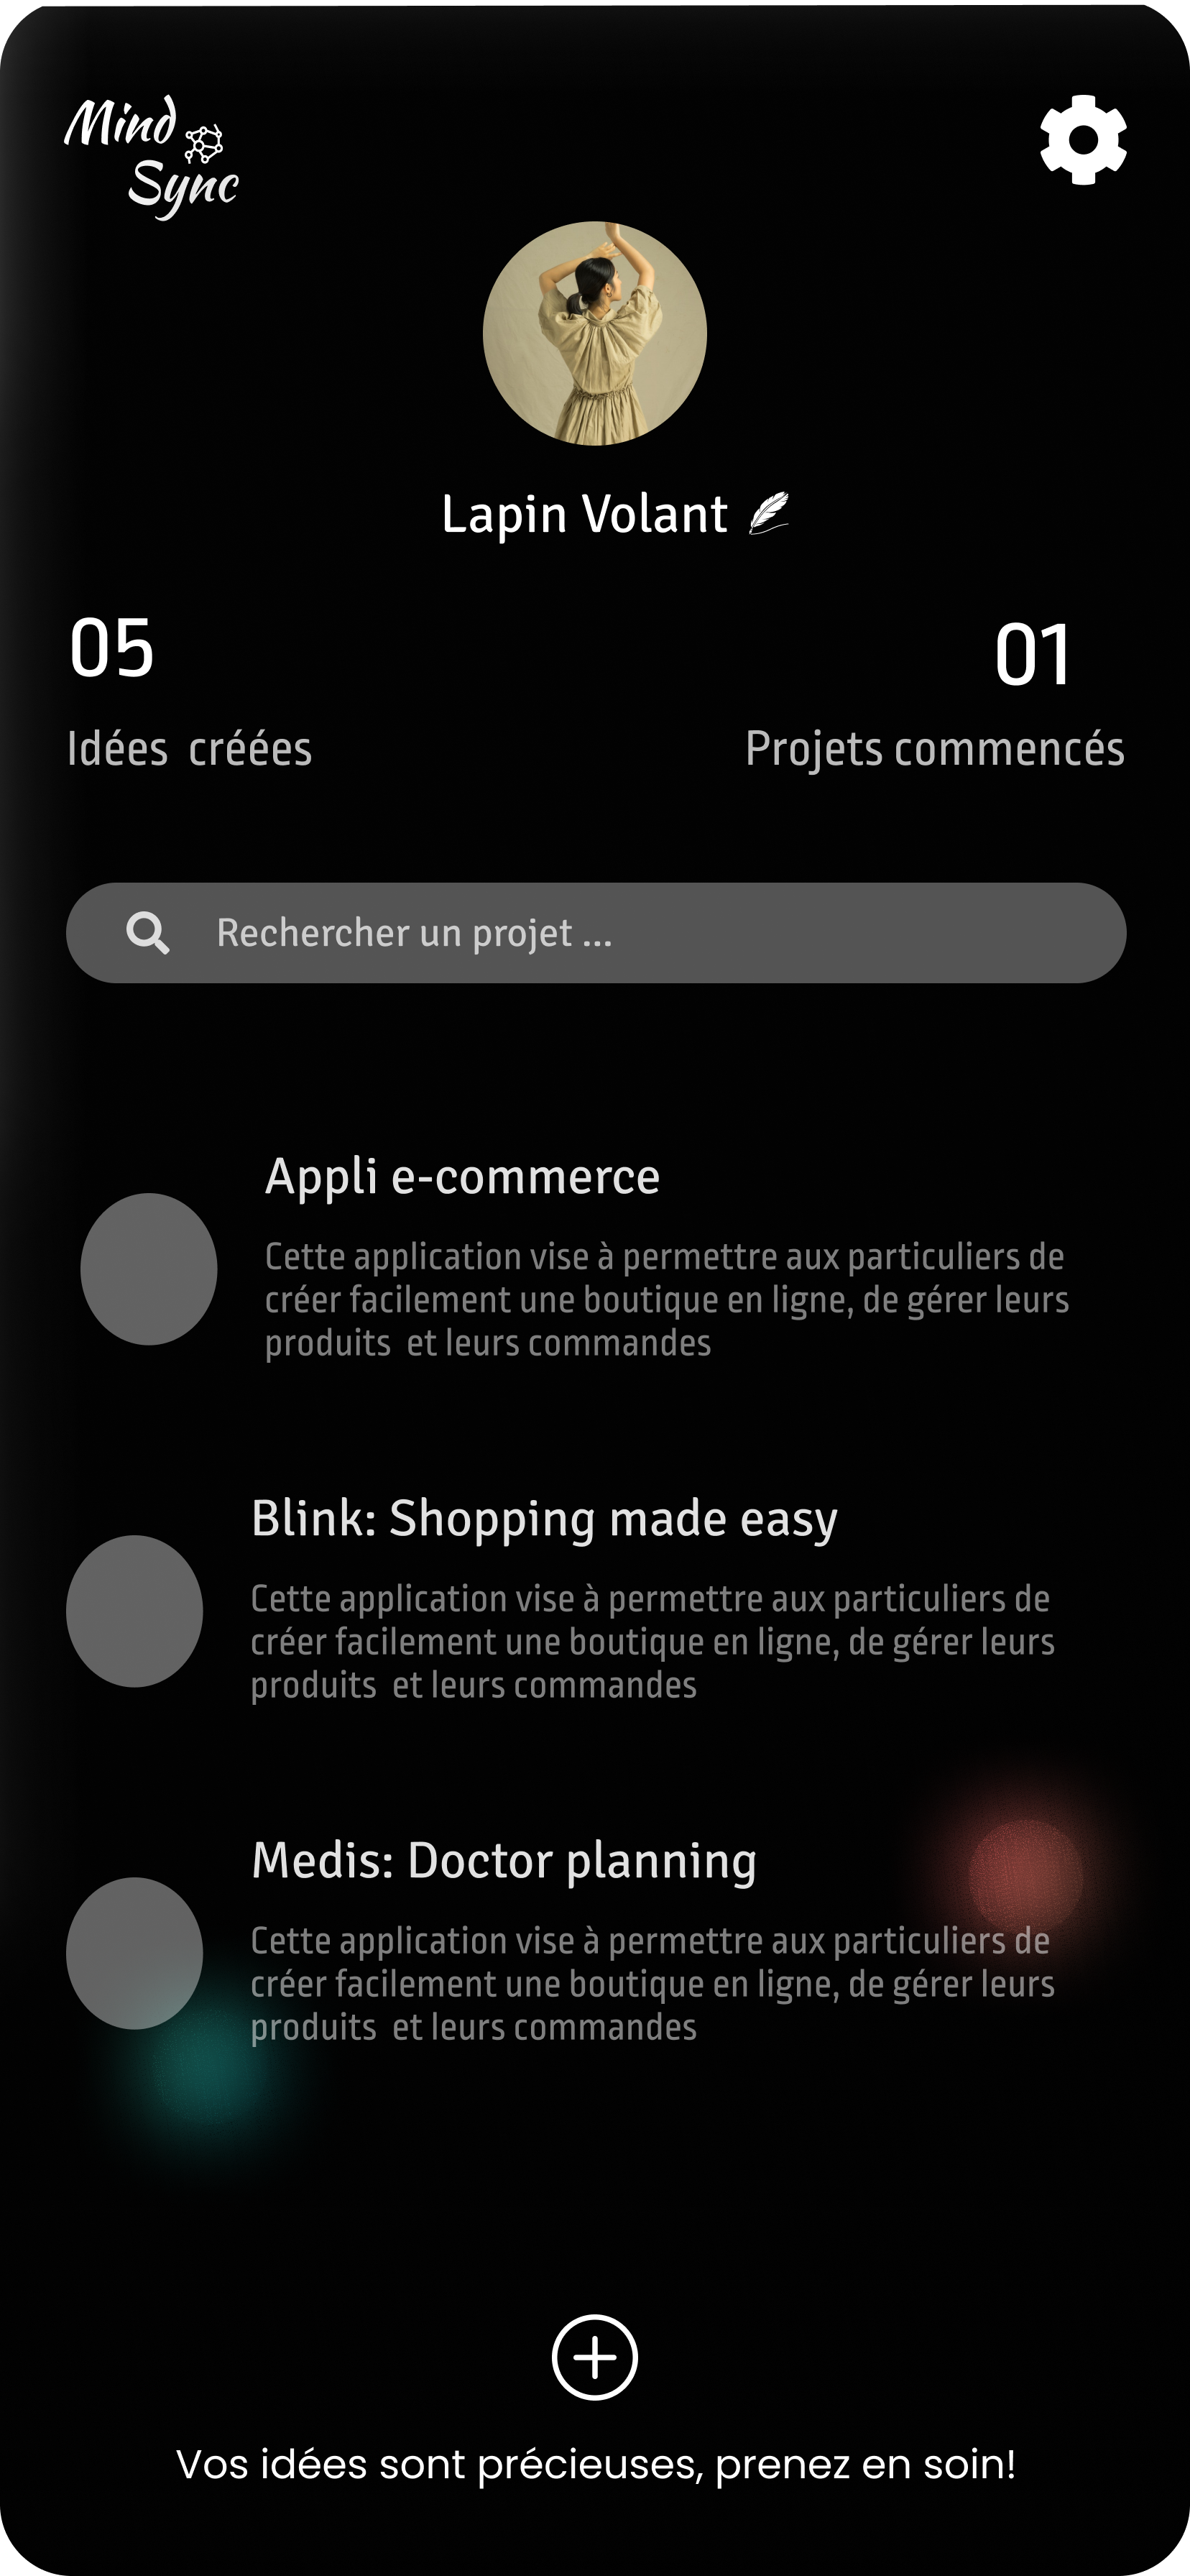 Mind
Sync
Lapin Volant
05
01
Idées créées
Projets commencés
Rechercher un projet ...
Appli e-commerce
Cette application vise à permettre aux particuliers de
créer facilement une boutique en ligne, de gérer leurs
produits et leurs commandes
Blink: Shopping made easy
Cette application vise à permettre aux particuliers de
créer facilement une boutique en ligne, de gérer leurs
produits et leurs commandes
Medis: Doctor planning
Cette application vise à permettre aux particuliers de
créer facilement une boutique en ligne, de gérer leurs
produits et leurs commandes
Vos idées sont précieuses, prenez en soin!